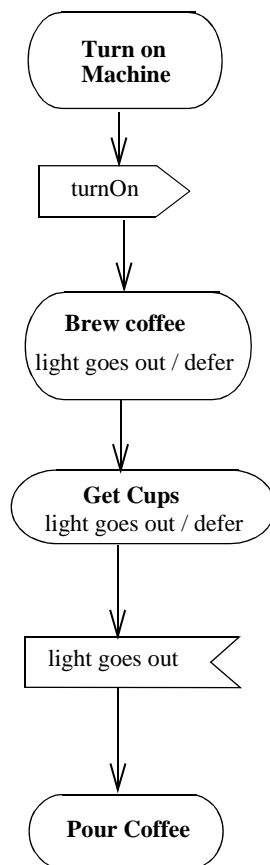 Turn on
Machine
turnOn
Brew coffee
light goes out / defer
Get Cups
light goes out / defer
light goes out
Pour Coffee